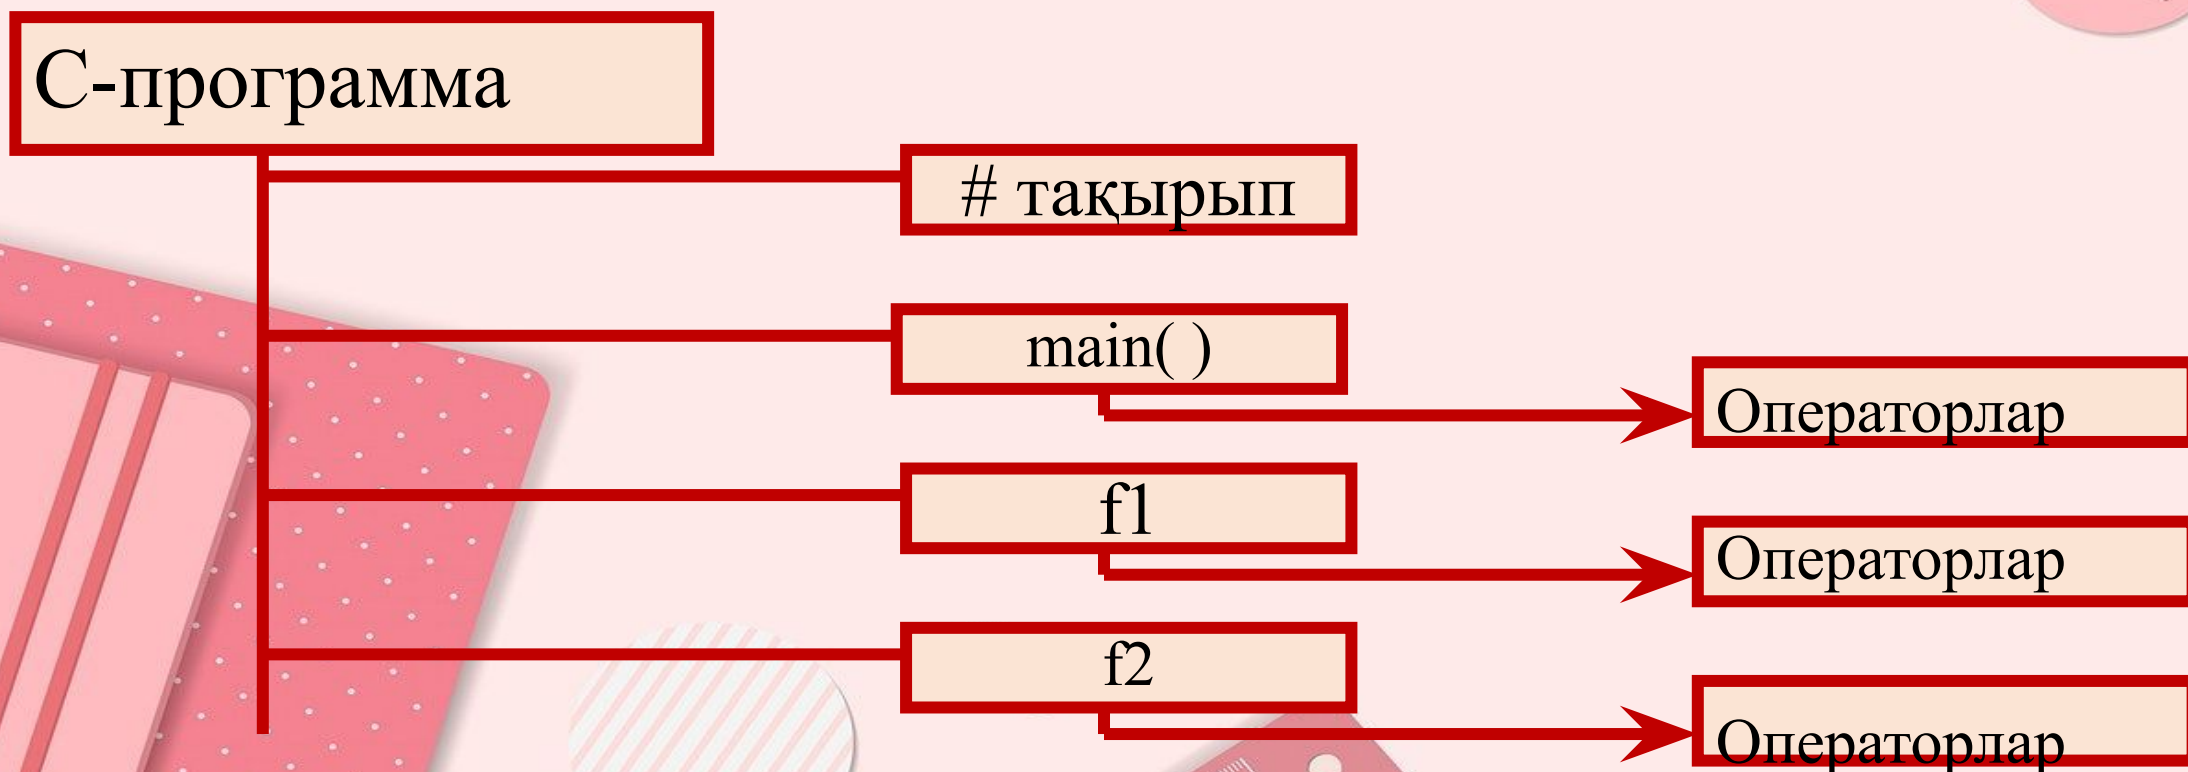 С-программа
# тақырып
main( )
Операторлар
f1
Операторлар
f2
Операторлар